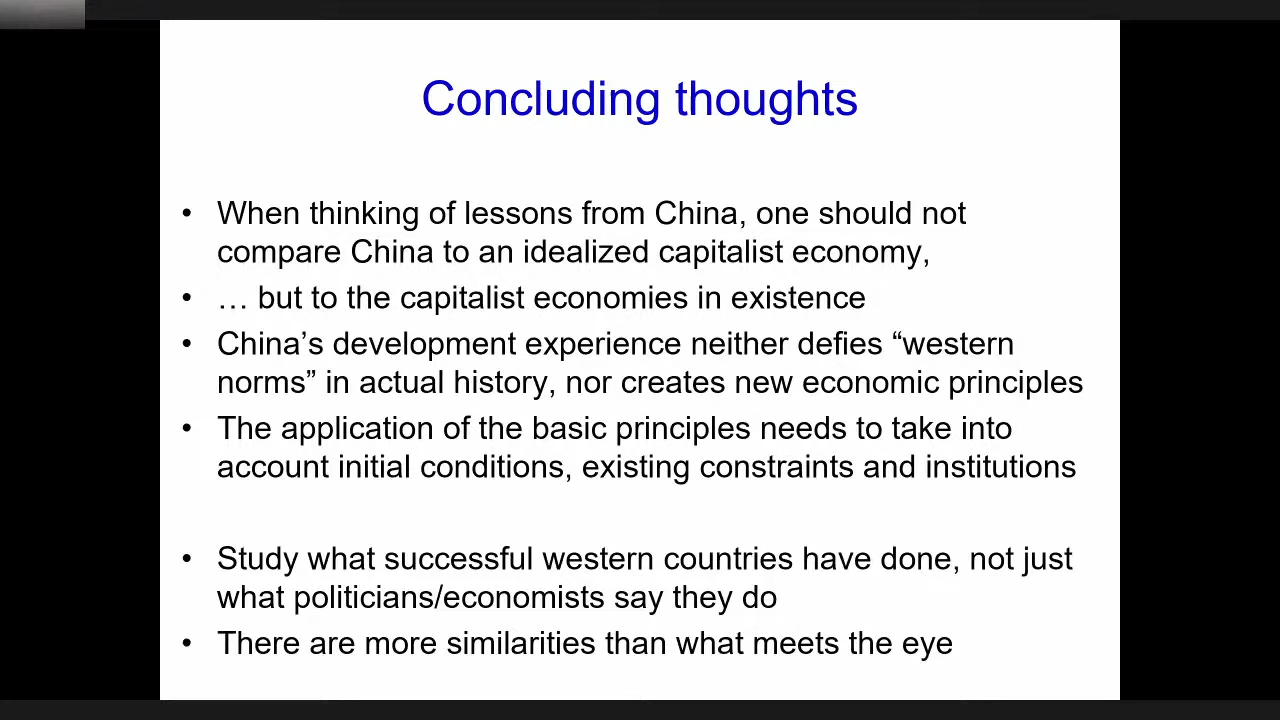 Concluding thoughts
• When thinking of lessons from China, one should not
compare China to an idealized capitalist economy,
• … but to the capitalist economies in existence
• China’s development experience neither defies “western
norms” in actual history, nor creates new economic principles
• The application of the basic principles needs to take into
account initial conditions, existing constraints and institutions
• Study what successful western countries have done, not just
what politicians/economists say they do
• There are more similarities than what meets the eye